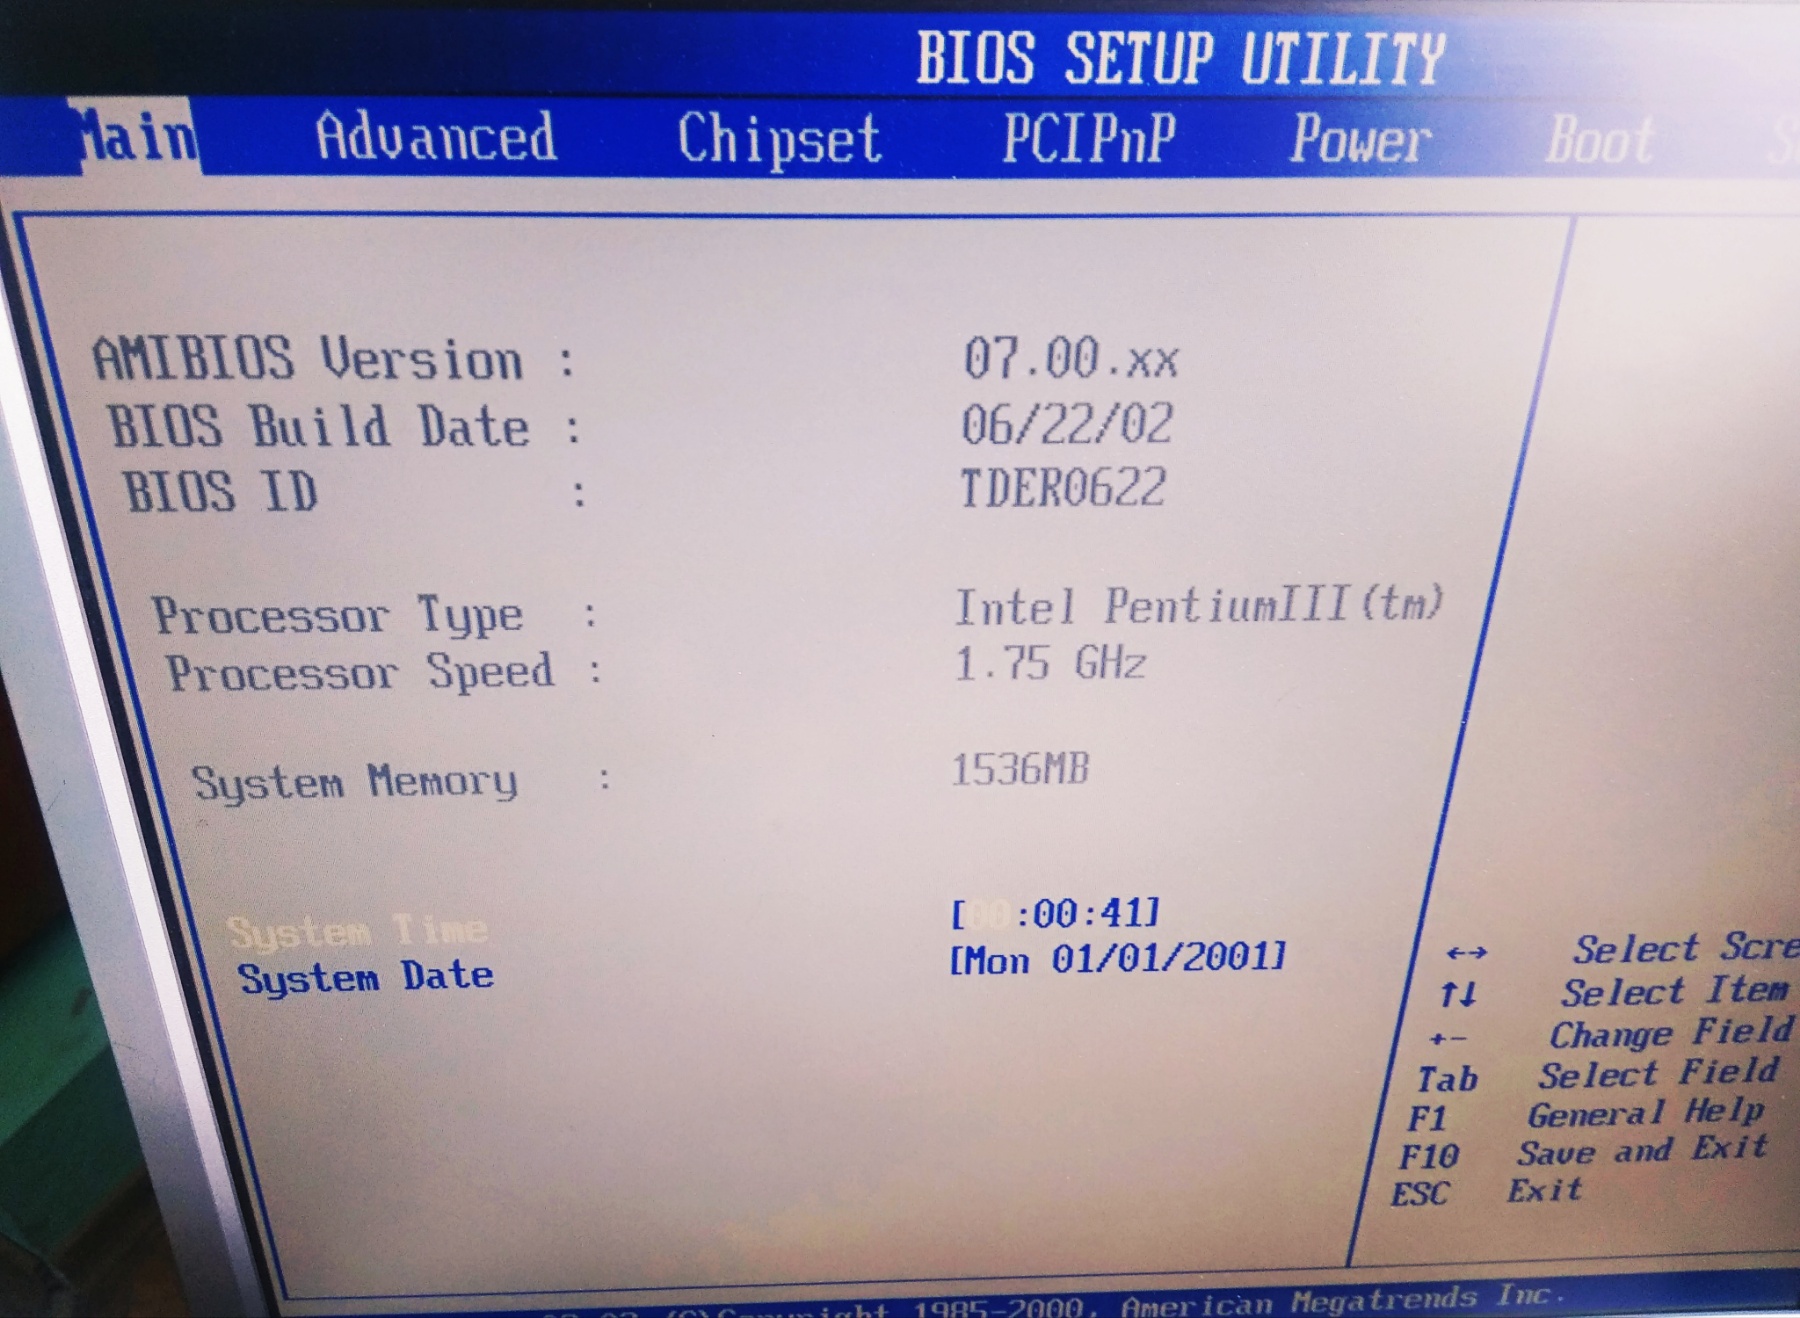 BIOS SETUP UTILITY
Main Advanced Chipset PCIPnP Power Boot
AMIBIOS Version : 07.00.xx
BIOS Build Date : 06/22/02
BIOS ID : TDER0622
Processor Type : Intel PentiumIII(tm)
Processor Speed : 1.75 GHz
System Memory : 1536MB
System Time [00:00:41]
System Date [Mon 01/01/2001]
↔ Select Scre
↑↓ Select Item
+- Change Field
Tab Select Field
F1 General Help
F10 Save and Exit
ESC Exit
(C)Copyright 1985-2000, American Megatrends Inc.